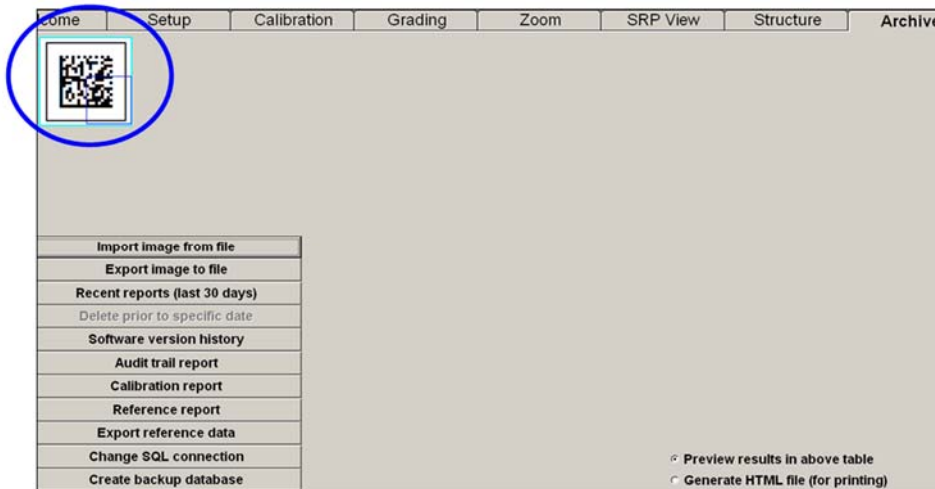 come Setup Calibration Grading Zoom SRP View Structure Archive
Import image from file
Export image to file
Recent reports (last 30 days)
Delete prior to specific date
Software version history
Audit trail report
Calibration report
Reference report
Export reference data
Change SQL connection
Preview results in above table
Create backup database
Generate HTML file (for printing)